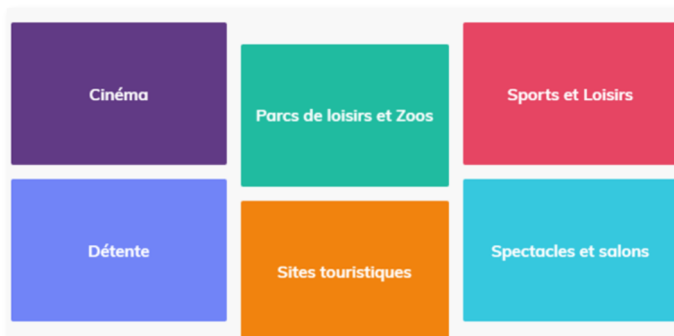 Cinéma
Parcs de loisirs et Zoos
Sports et Loisirs
Détente
Sites touristiques
Spectacles et salons